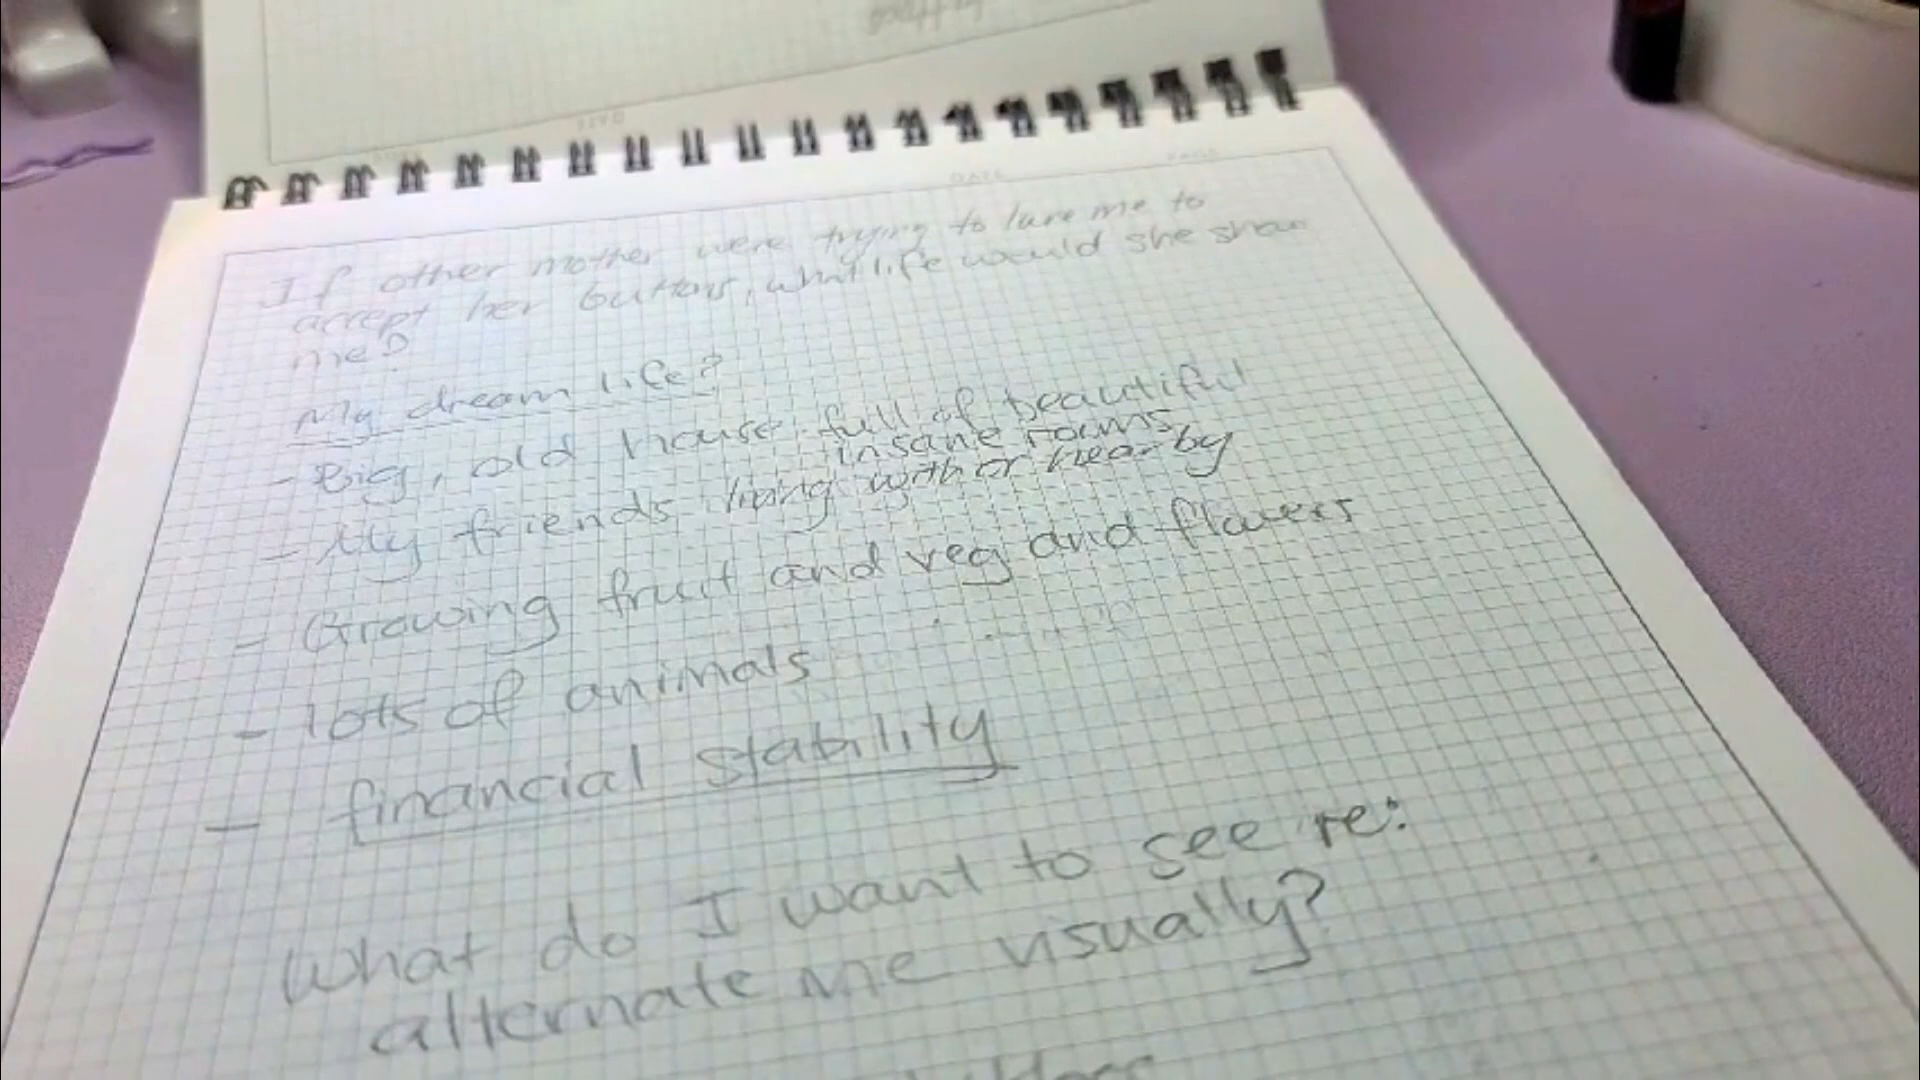 If other mother were trying to lure me to
accept her buttons, what life would she show
me?
My dream life?
- Big, old house full of beautiful
insane rooms
- My friends living with or near by
- Growing fruit and veg and flowers
- lots of animals
- financial stability
What do I want to see re:
alternate me visually?